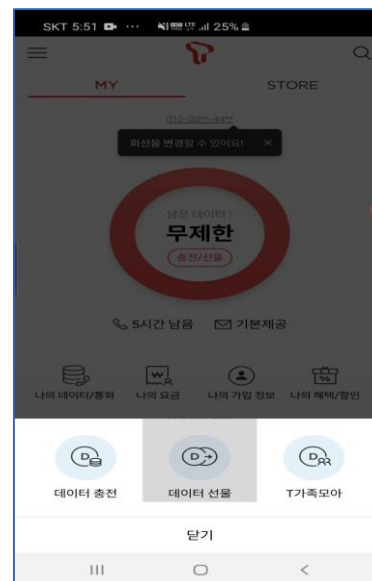 SKT 5:51 ... LTE 25%
MY STORE
010-20**-44**
회선을 변경할 수 있어요! ×
남은 데이터 >
무제한
충전/선물
5시간 남음 기본제공
나의 데이터/통화 나의 요금 나의 가입 정보 나의 혜택/할인
데이터 충전 데이터 선물 T가족모아
닫기